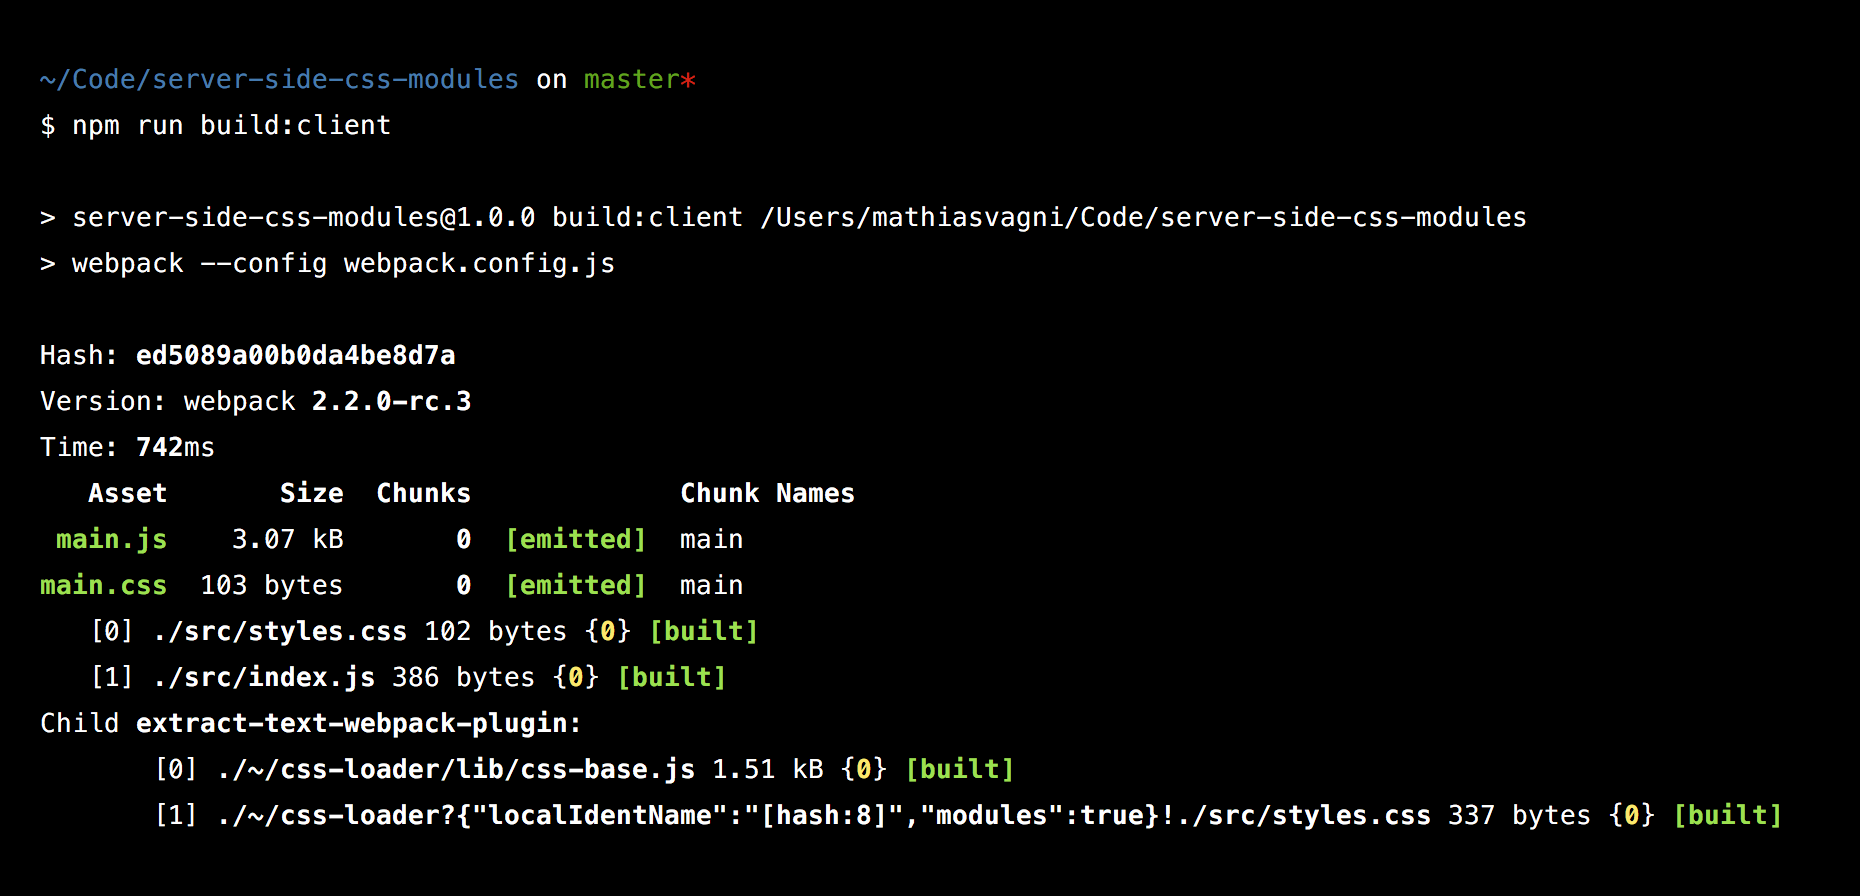 ~/Code/server-side-css-modules on master*
$ npm run build:client
> server-side-css-modules@1.0.0 build:client /Users/mathiasvagni/Code/server-side-css-modules
> webpack --config webpack.config.js
Hash: ed5089a00b0da4be8d7a
Version: webpack 2.2.0-rc.3
Time: 742ms
Asset Size Chunks Chunk Names
main.js 3.07 kB 0 [emitted] main
main.css 103 bytes 0 [emitted] main
[0] ./src/styles.css 102 bytes {0} [built]
[1] ./src/index.js 386 bytes {0} [built]
Child extract-text-webpack-plugin:
[0] ./~/css-loader/lib/css-base.js 1.51 kB {0} [built]
[1] ./~/css-loader?{"localIdentName":"[hash:8]","modules":true}!./src/styles.css 337 bytes {0} [built]